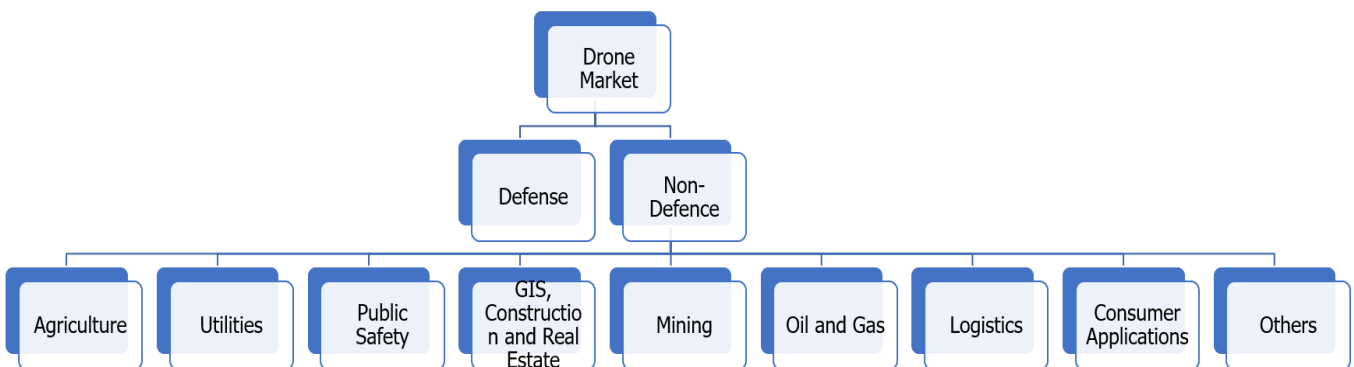 Drone
Market
Defense
Non-
Defence
Agriculture
Utilities
Public
Safety
GIS,
Constructio
n and Real
Estate
Mining
Oil and Gas
Logistics
Consumer
Applications
Others